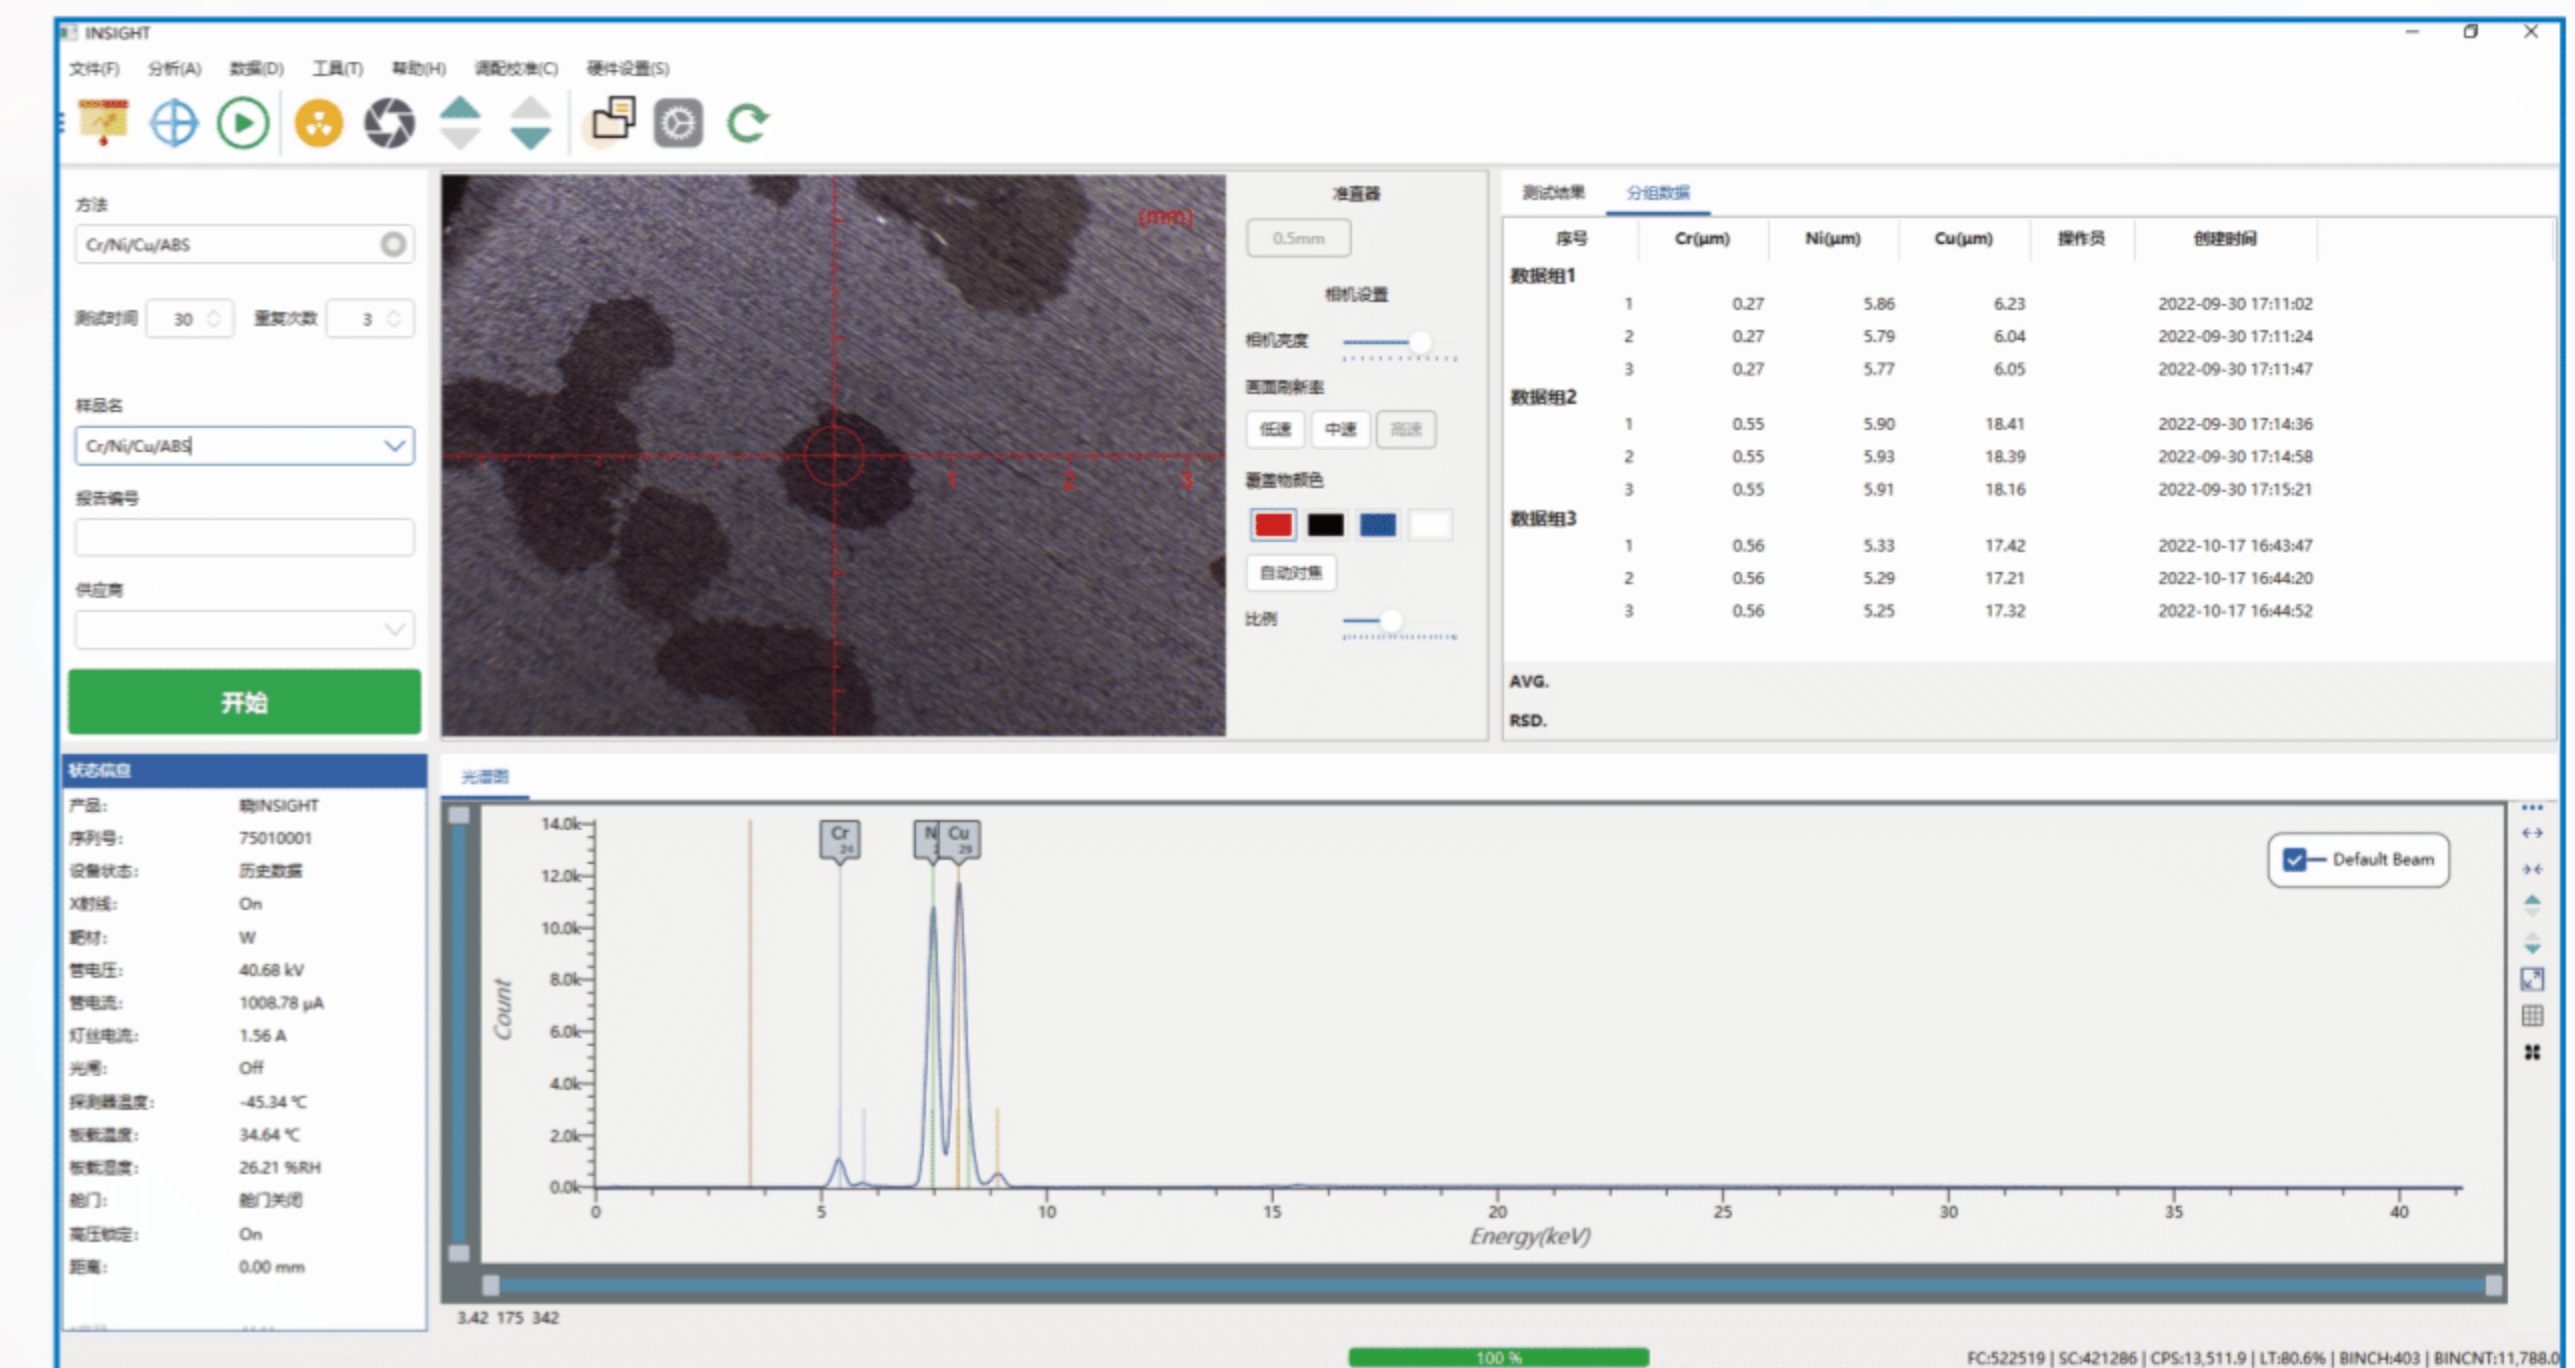 INSIGHT
文件(F) 分析(A) 数据(D) 工具(T) 帮助(H) 调配校准(C) 硬件设置(S)
方法
Cr/Ni/Cu/ABS
测试时间 30 重复次数 3
样品名
Cr/Ni/Cu/ABS
报告编号
供应商
开始
(mm)
1 2 3
准直器
0.5mm
相机设置
相机亮度
画面刷新率
低速 中速 高速
覆盖物颜色
自动对焦
比例
测试结果 分组数据
序号 Cr(μm) Ni(μm) Cu(μm) 操作员 创建时间
数据组1
1 0.27 5.86 6.23 2022-09-30 17:11:02
2 0.27 5.79 6.04 2022-09-30 17:11:24
3 0.27 5.77 6.05 2022-09-30 17:11:47
数据组2
1 0.55 5.90 18.41 2022-09-30 17:14:36
2 0.55 5.93 18.39 2022-09-30 17:14:58
3 0.55 5.91 18.16 2022-09-30 17:15:21
数据组3
1 0.56 5.33 17.42 2022-10-17 16:43:47
2 0.56 5.29 17.21 2022-10-17 16:44:20
3 0.56 5.25 17.32 2022-10-17 16:44:52
AVG.
RSD.
状态信息
产品: 晓INSIGHT
序列号: 75010001
设备状态: 历史数据
X射线: On
靶材: W
管电压: 40.68 kV
管电流: 1008.78 μA
灯丝电流: 1.56 A
光闸: Off
探测器温度: -45.34 ℃
板载温度: 34.64 ℃
板载湿度: 26.21 %RH
舱门: 舱门关闭
高压锁定: On
距离: 0.00 mm
光谱图
14.0k
12.0k
10.0k
8.0k
6.0k
4.0k
2.0k
0.0k
Count
Cr 24
N
Cu 29
Default Beam
0 5 10 15 20 25 30 35 40
Energy(keV)
3.42 175 342
100 %
FC:522519 | SC:421286 | CPS:13,511.9 | LT:80.6% | BINCH:403 | BINCNT:11,788.0